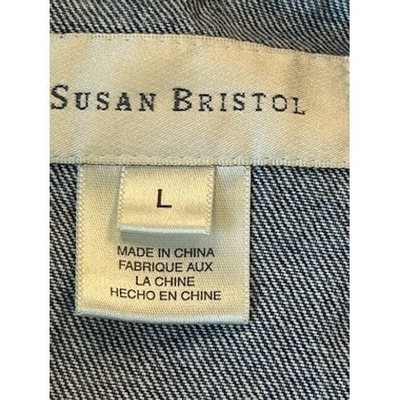 SUSAN BRISTOL
L
MADE IN CHINA
FABRIQUE AUX
LA CHINE
HECHO EN CHINE